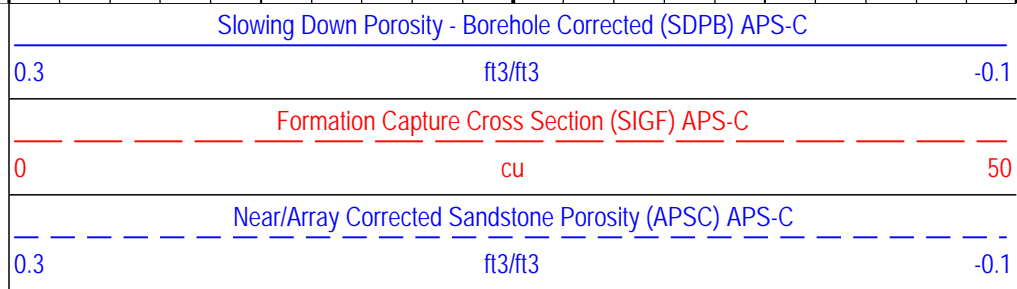 Slowing Down Porosity - Borehole Corrected (SDPB) APS-C
0.3 ft3/ft3 -0.1
Formation Capture Cross Section (SIGF) APS-C
0 cu 50
Near/Array Corrected Sandstone Porosity (APSC) APS-C
0.3 ft3/ft3 -0.1